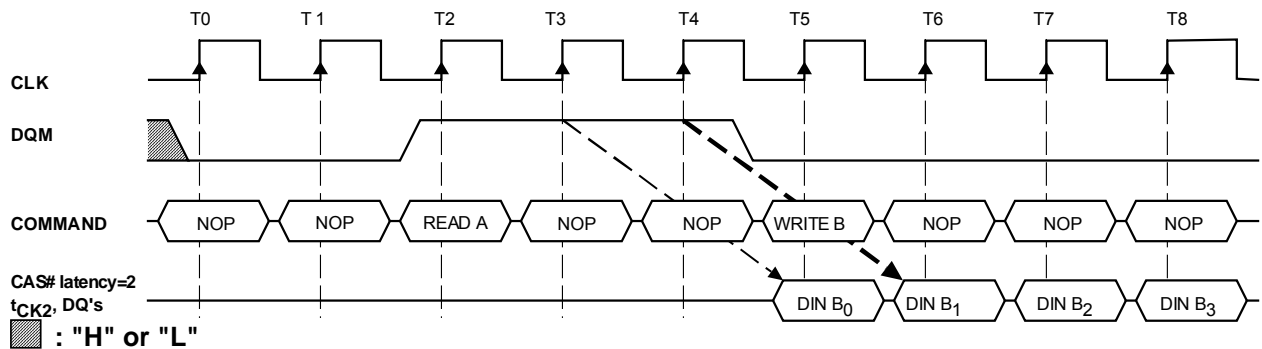 T0 T 1 T2 T3 T4 T5 T6 T7 T8
CLK
DQM
COMMAND NOP NOP READ A NOP NOP WRITE B NOP NOP NOP
CAS# latency=2
tCK2, DQ's DIN B0 DIN B1 DIN B2 DIN B3
: "H" or "L"